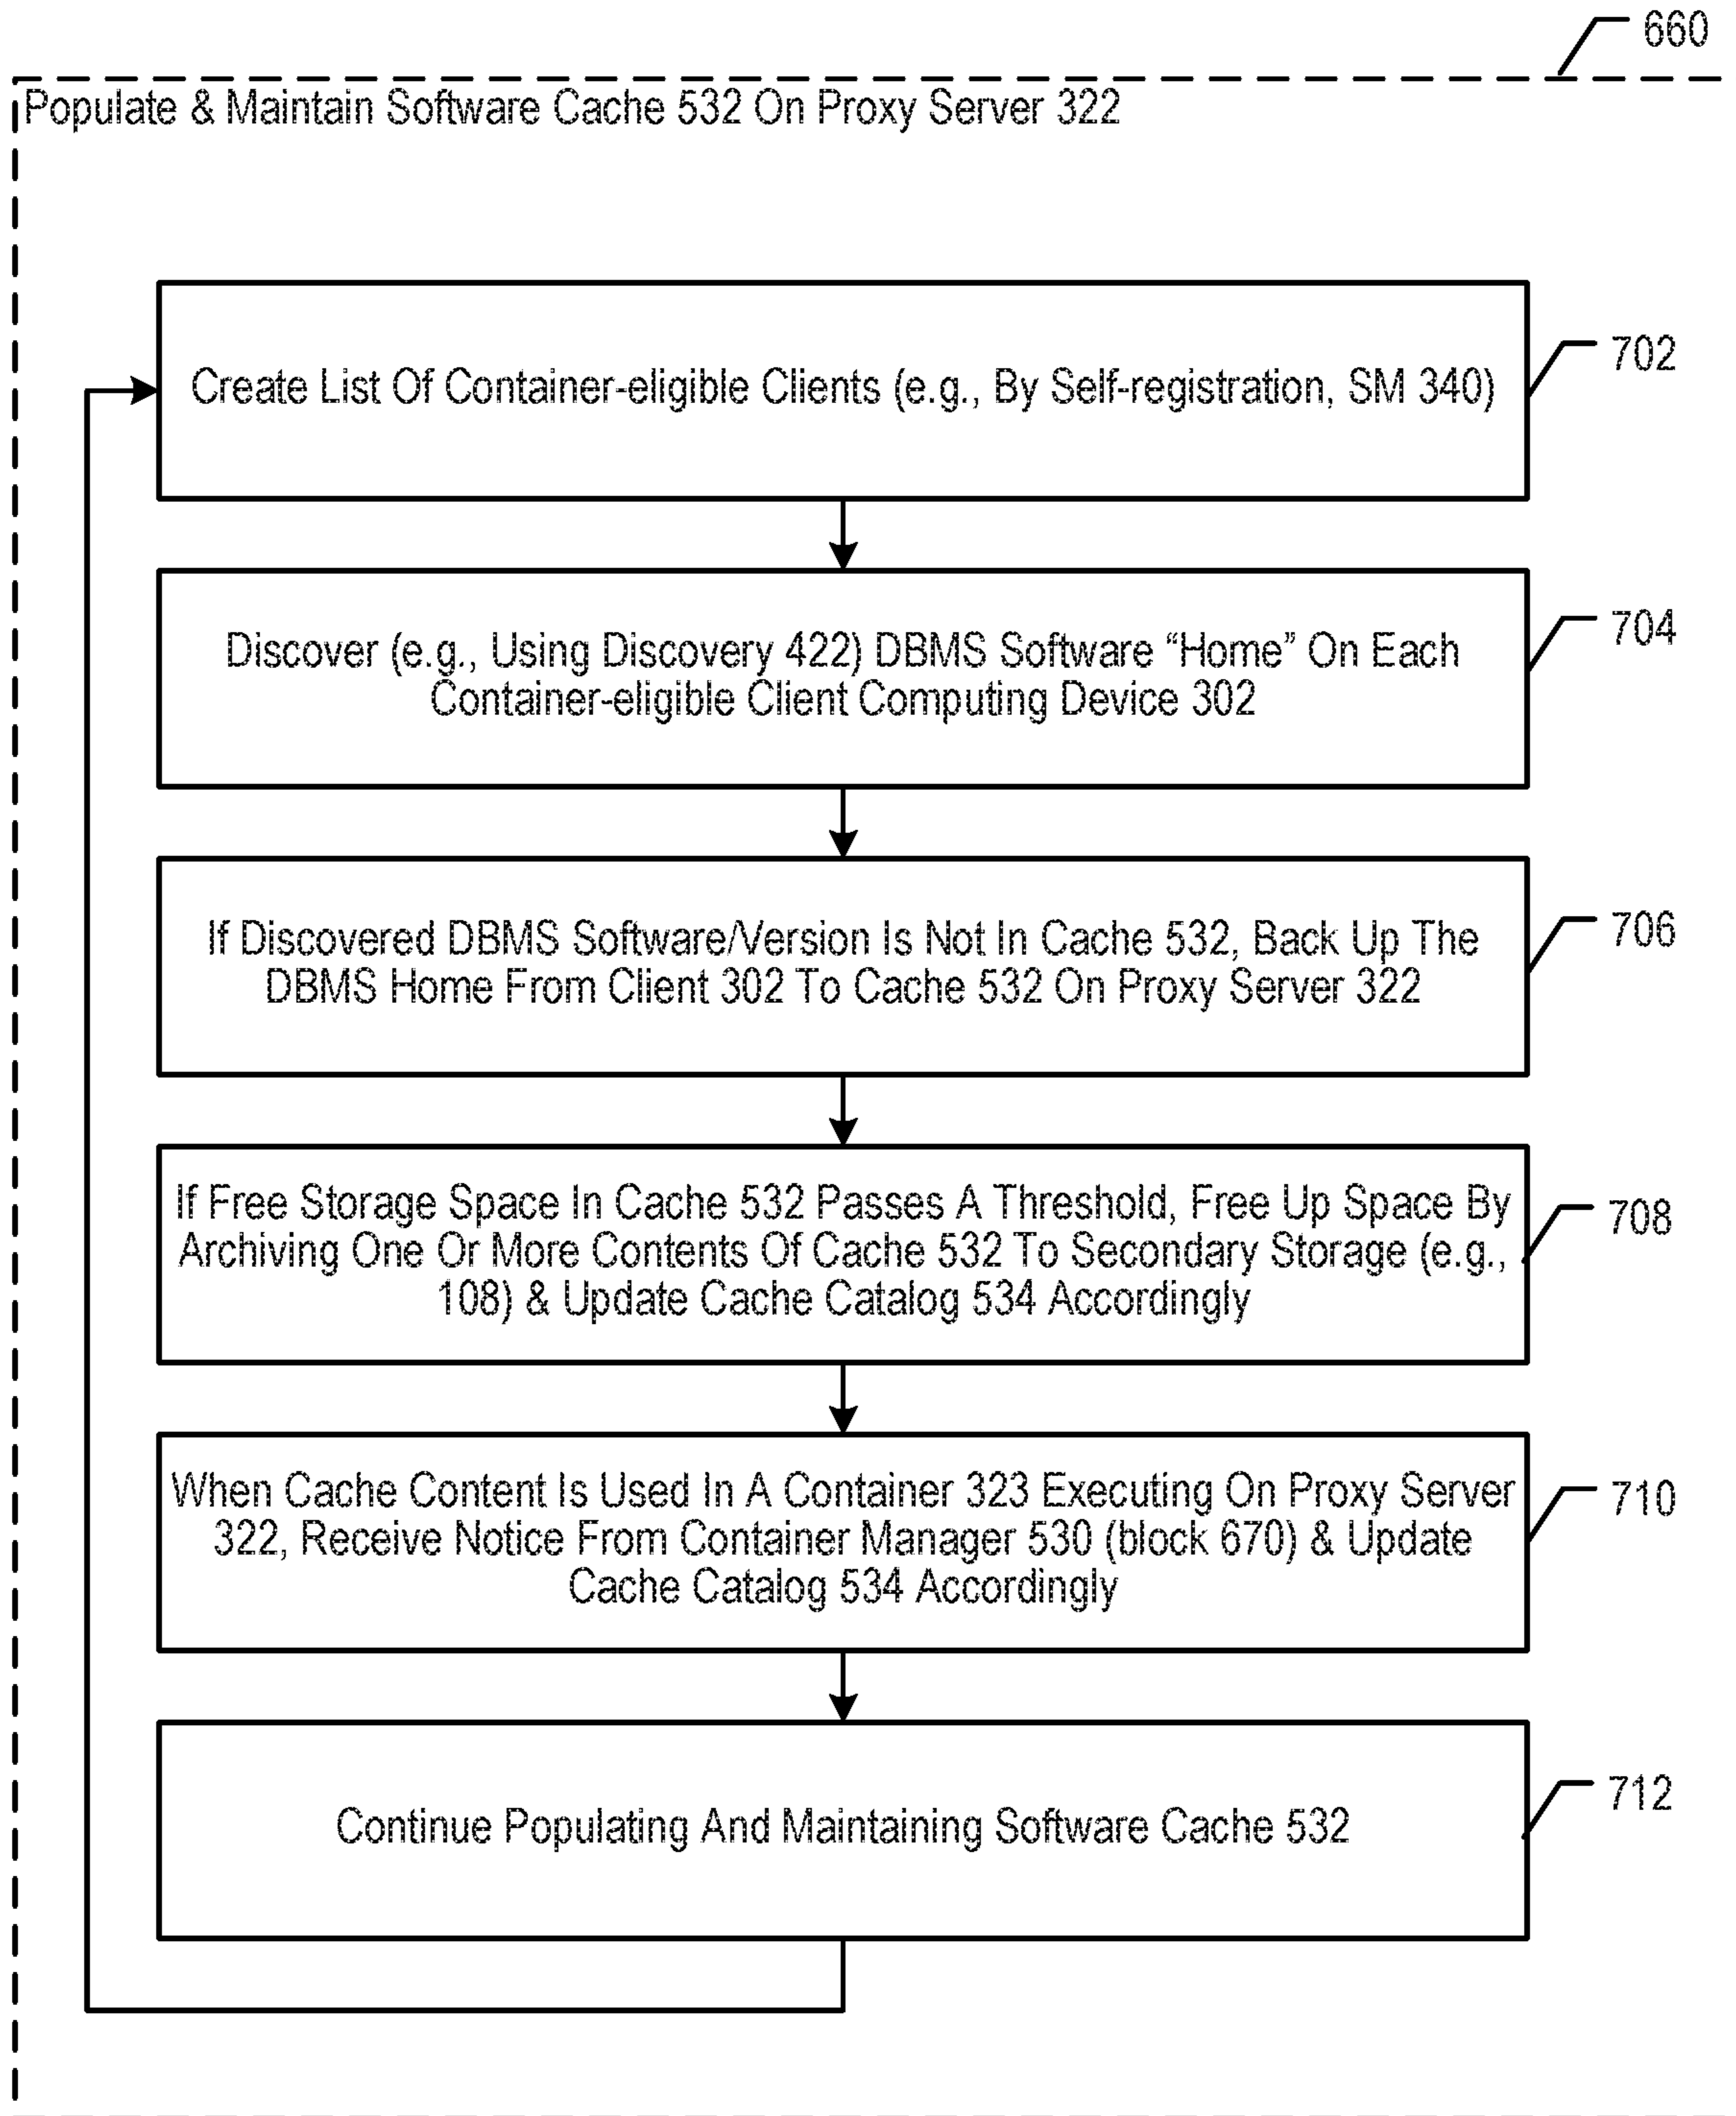 660
Populate & Maintain Software Cache 532 On Proxy Server 322
Create List Of Container-eligible Clients (e.g., By Self-registration, SM 340)
702
Discover (e.g., Using Discovery 422) DBMS Software “Home” On Each
Container-eligible Client Computing Device 302
704
If Discovered DBMS Software/Version Is Not In Cache 532, Back Up The
DBMS Home From Client 302 To Cache 532 On Proxy Server 322
706
If Free Storage Space In Cache 532 Passes A Threshold, Free Up Space By
Archiving One Or More Contents Of Cache 532 To Secondary Storage (e.g.,
108) & Update Cache Catalog 534 Accordingly
708
When Cache Content Is Used In A Container 323 Executing On Proxy Server
322, Receive Notice From Container Manager 530 (block 670) & Update
Cache Catalog 534 Accordingly
710
Continue Populating And Maintaining Software Cache 532
712